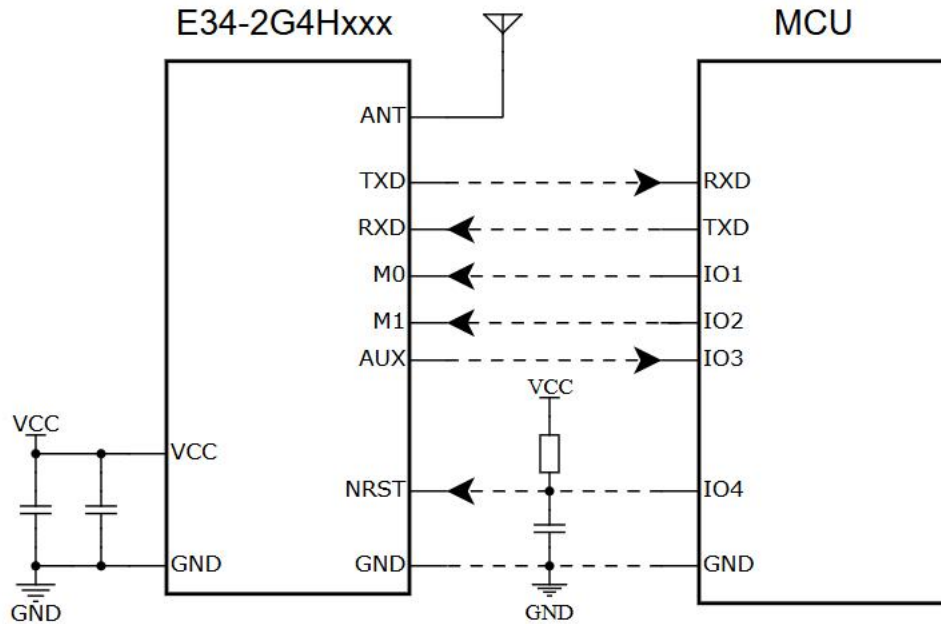 E34-2G4Hxxx
MCU
ANT
TXD
RXD
RXD
TXD
M0
IO1
M1
IO2
AUX
IO3
VCC
VCC
VCC
NRST
IO4
GND
GND
GND
GND
GND